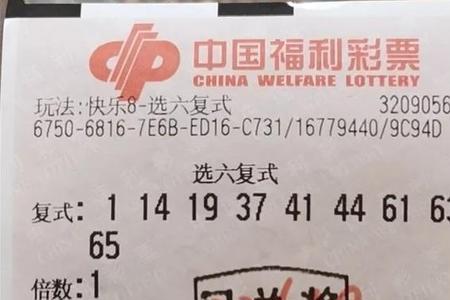 中国福利彩票
CHINA WELFARE LOTTERY
玩法:快乐8-选六复式 3209056
6750-6816-7E6B-ED16-C731/16779440/9C94D
选六复式
复式: 1 14 19 37 41 44 61 63
65
倍数:1